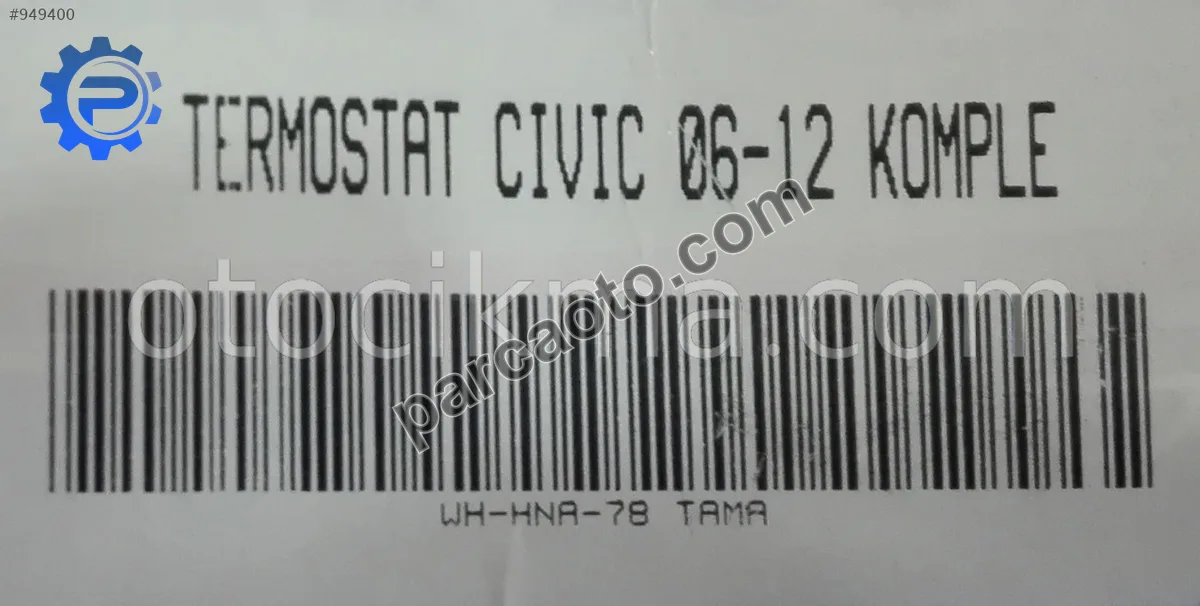 #949400
P
TERMOSTAT CIVIC 06-12 KOMPLE
otocikma.com
parcaoto.com
WH-HNA-78 TAMA